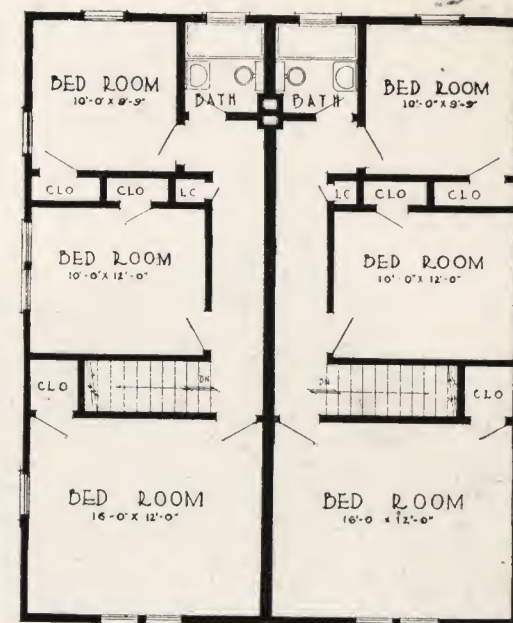 BED ROOM
10'-0" X 9'-9"
BATH
BATH
BED ROOM
10'-0" X 9'-9"
CLO
CLO
LC
LC
CLO
CLO
BED ROOM
10'-0" X 12'-0"
BED ROOM
10'-0" X 12'-0"
CLO
DN
DN
CLO
BED ROOM
16'-0" X 12'-0"
BED ROOM
16'-0 X 12'-0"